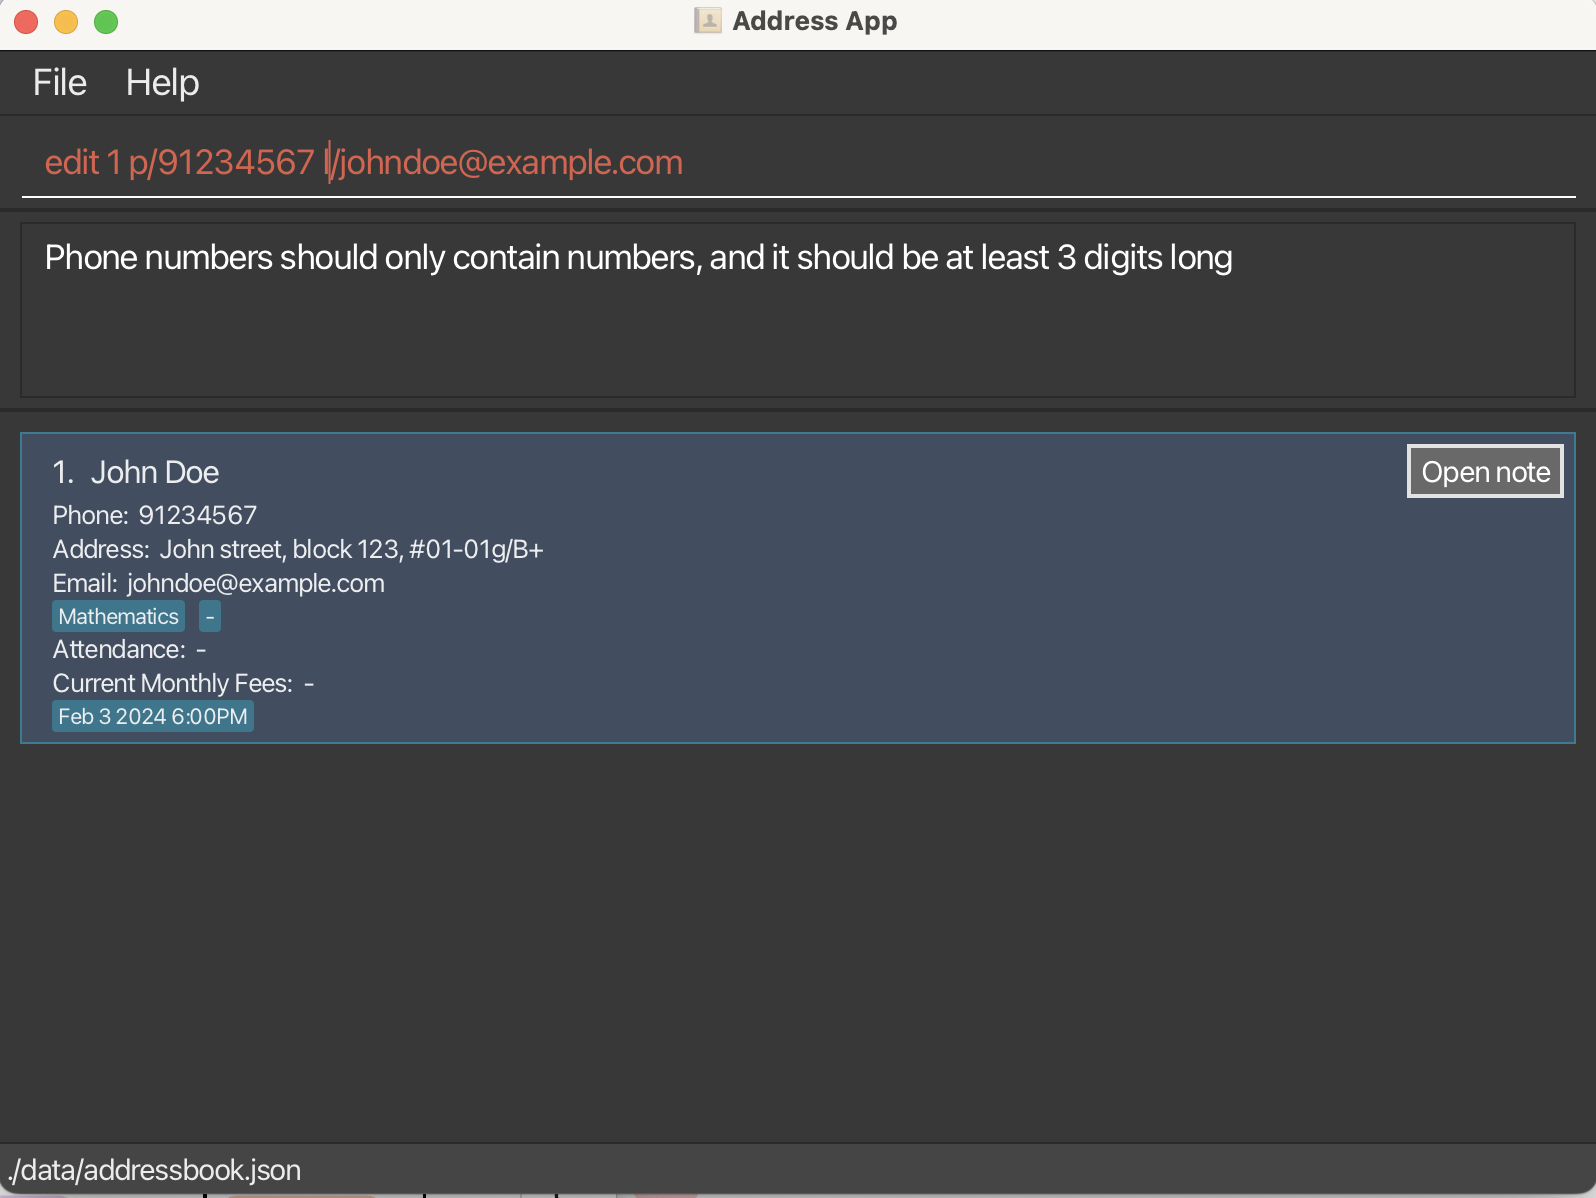 Address App
File Help
edit 1 p/91234567 l/johndoe@example.com
Phone numbers should only contain numbers, and it should be at least 3 digits long
1. John Doe
Open note
Phone: 91234567
Address: John street, block 123, #01-01g/B+
Email: johndoe@example.com
Mathematics -
Attendance: -
Current Monthly Fees: -
Feb 3 2024 6:00PM
./data/addressbook.json